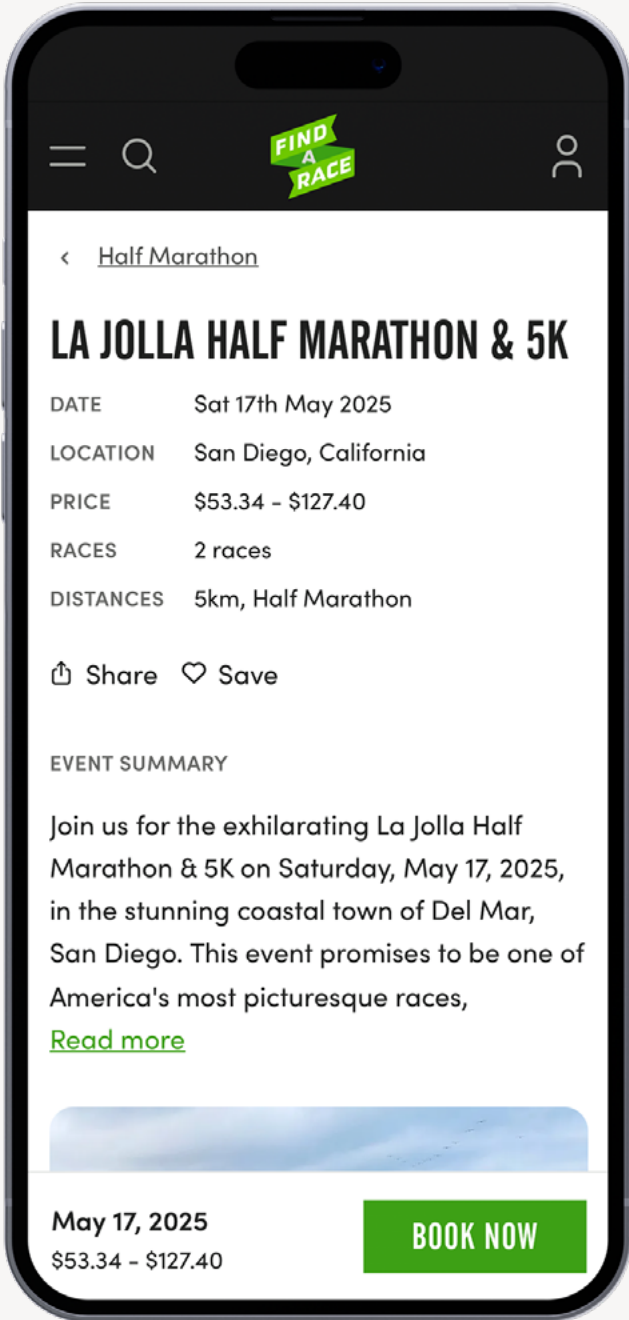 FIND
A
RACE
Half Marathon
LA JOLLA HALF MARATHON & 5K
DATE Sat 17th May 2025
LOCATION San Diego, California
PRICE $53.34 - $127.40
RACES 2 races
DISTANCES 5km, Half Marathon
Share Save
EVENT SUMMARY
Join us for the exhilarating La Jolla Half
Marathon & 5K on Saturday, May 17, 2025,
in the stunning coastal town of Del Mar,
San Diego. This event promises to be one of
America's most picturesque races,
Read more
May 17, 2025
$53.34 - $127.40
BOOK NOW